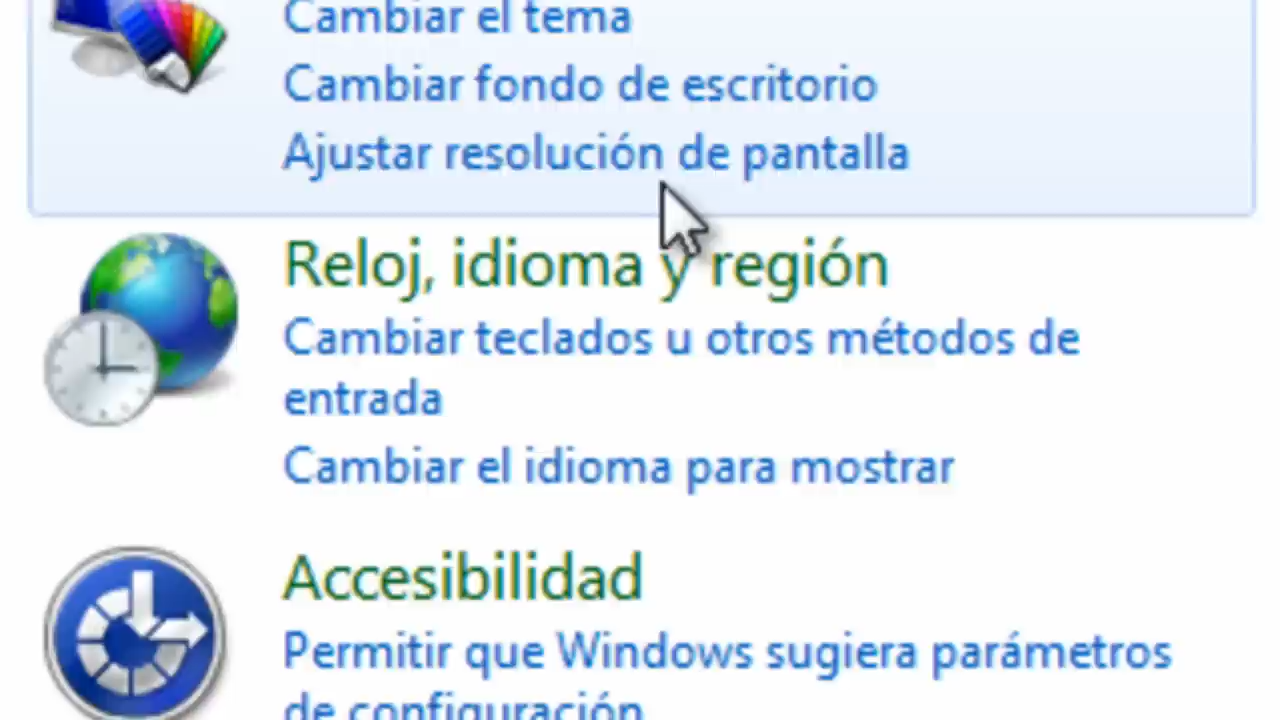 Cambiar el tema
Cambiar fondo de escritorio
Ajustar resolución de pantalla
Reloj, idioma y región
Cambiar teclados u otros métodos de
entrada
Cambiar el idioma para mostrar
Accesibilidad
Permitir que Windows sugiera parámetros
de configuración